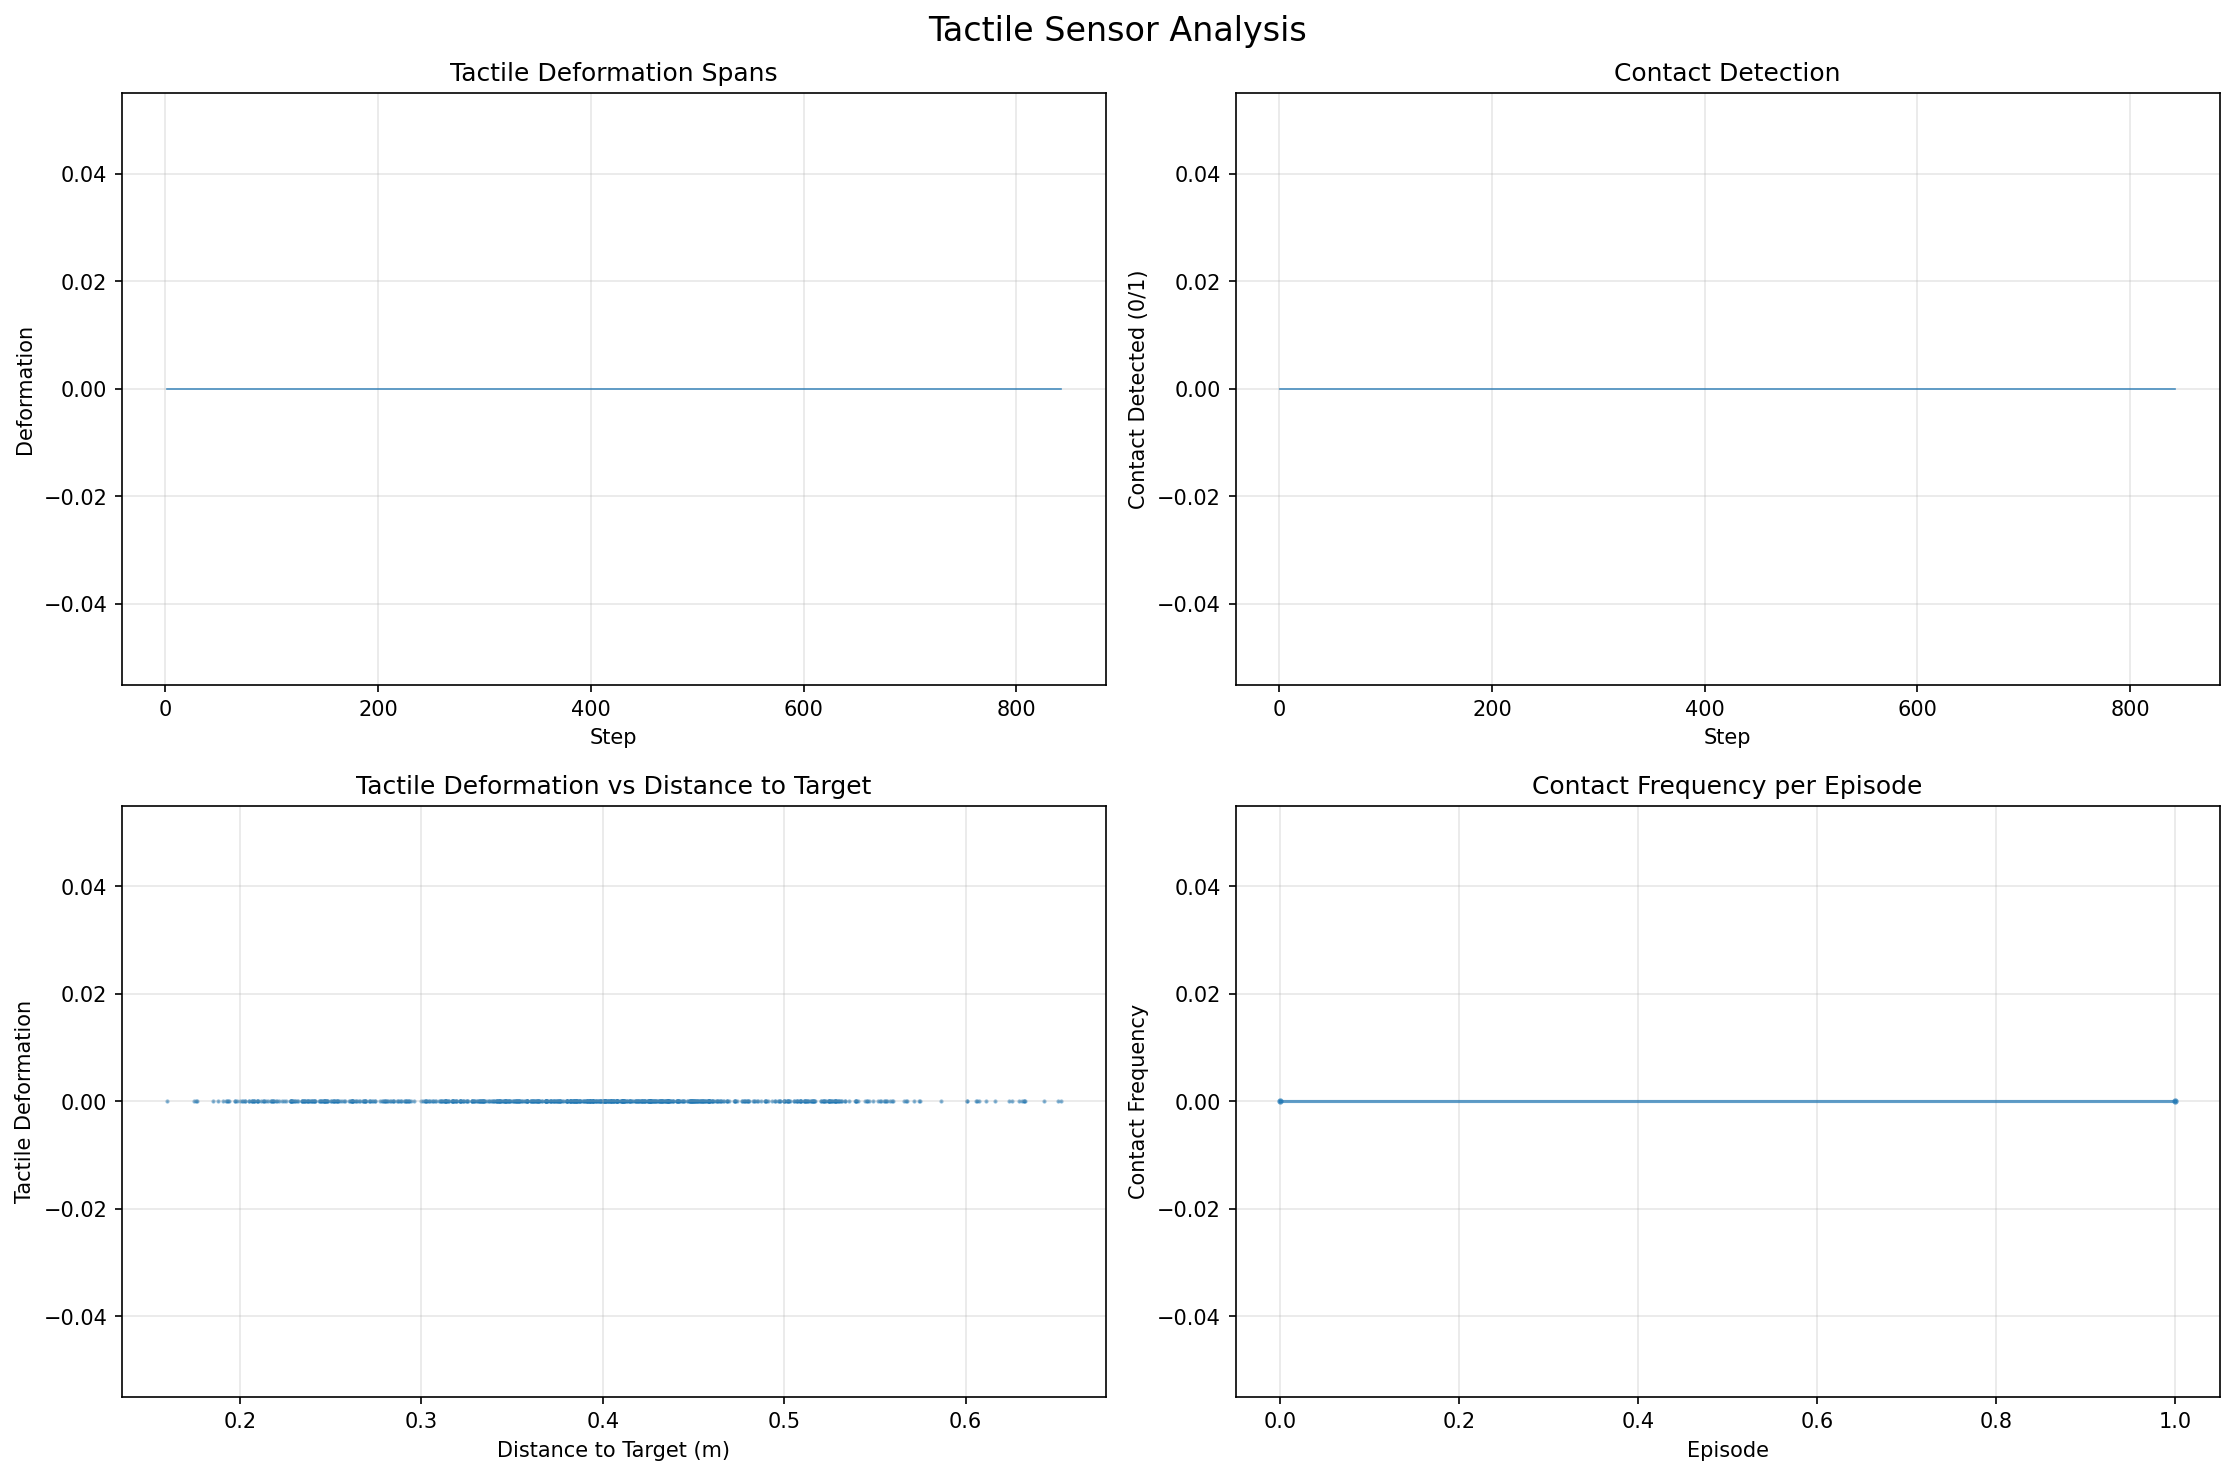 Tactile Sensor Analysis
Tactile Deformation Spans
0.04
0.02
0.00
−0.02
−0.04
Deformation
0 200 400 600 800
Step
Contact Detection
0.04
0.02
0.00
−0.02
−0.04
Contact Detected (0/1)
0 200 400 600 800
Step
Tactile Deformation vs Distance to Target
0.04
0.02
0.00
−0.02
−0.04
Tactile Deformation
0.2 0.3 0.4 0.5 0.6
Distance to Target (m)
Contact Frequency per Episode
0.04
0.02
0.00
−0.02
−0.04
Contact Frequency
0.0 0.2 0.4 0.6 0.8 1.0
Episode